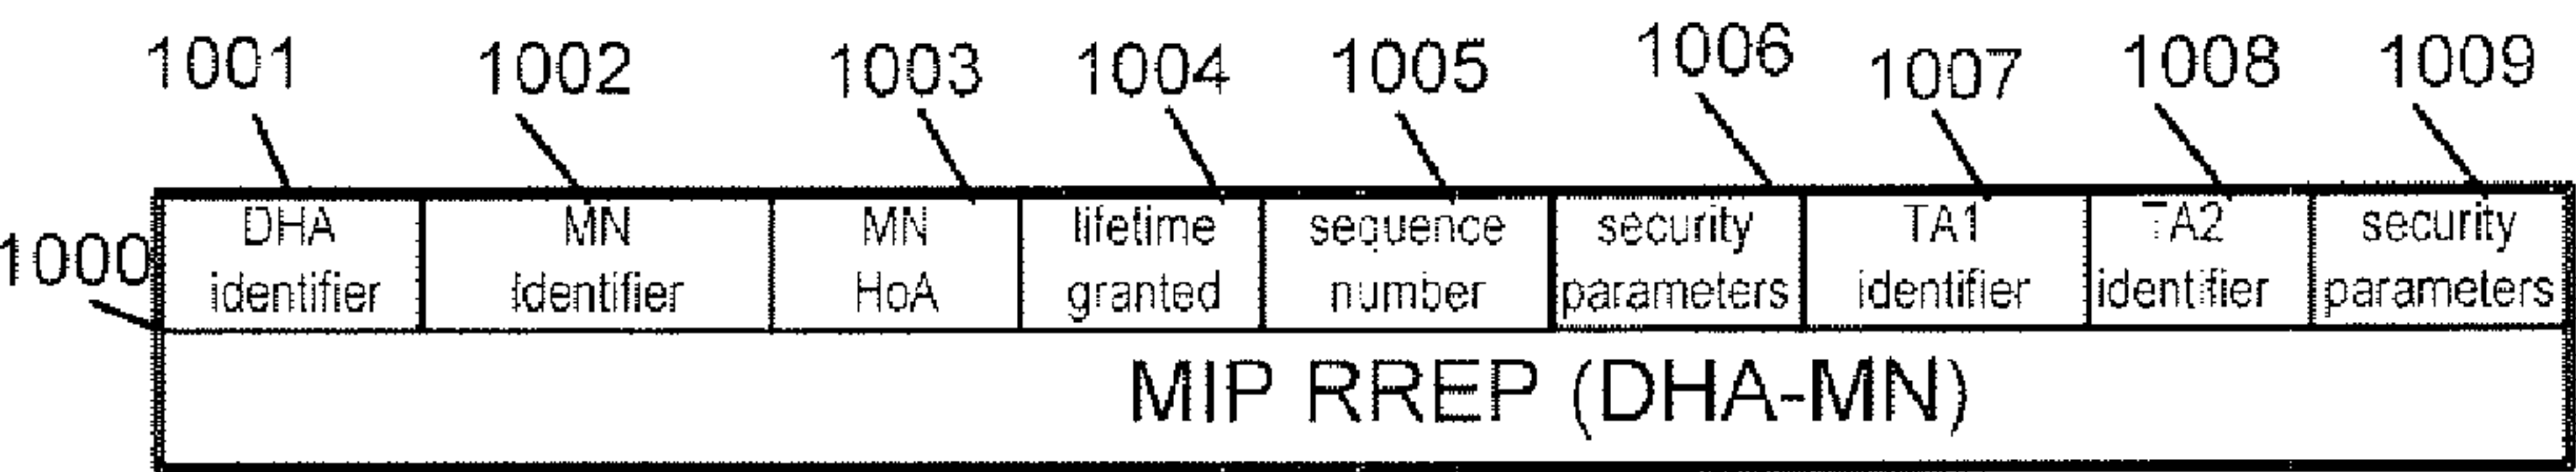 1001 1002 1003 1004 1005 1006 1007 1008 1009
1000
DHA identifier
MN Identifier
MN HoA
lifetime granted
sequence number
security parameters
TA1 identifier
TA2 identifier
security parameters
MIP RREP (DHA-MN)